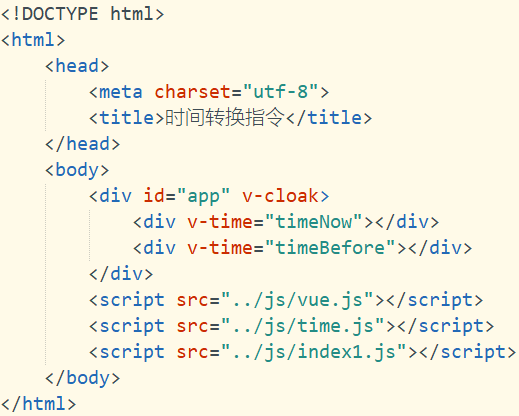 <!DOCTYPE html>
<html>
    <head>
        <meta charset="utf-8">
        <title>时间转换指令</title>
    </head>
    <body>
        <div id="app" v-cloak>
            <div v-time="timeNow"></div>
            <div v-time="timeBefore"></div>
        </div>
        <script src="../js/vue.js"></script>
        <script src="../js/time.js"></script>
        <script src="../js/index1.js"></script>
    </body>
</html>